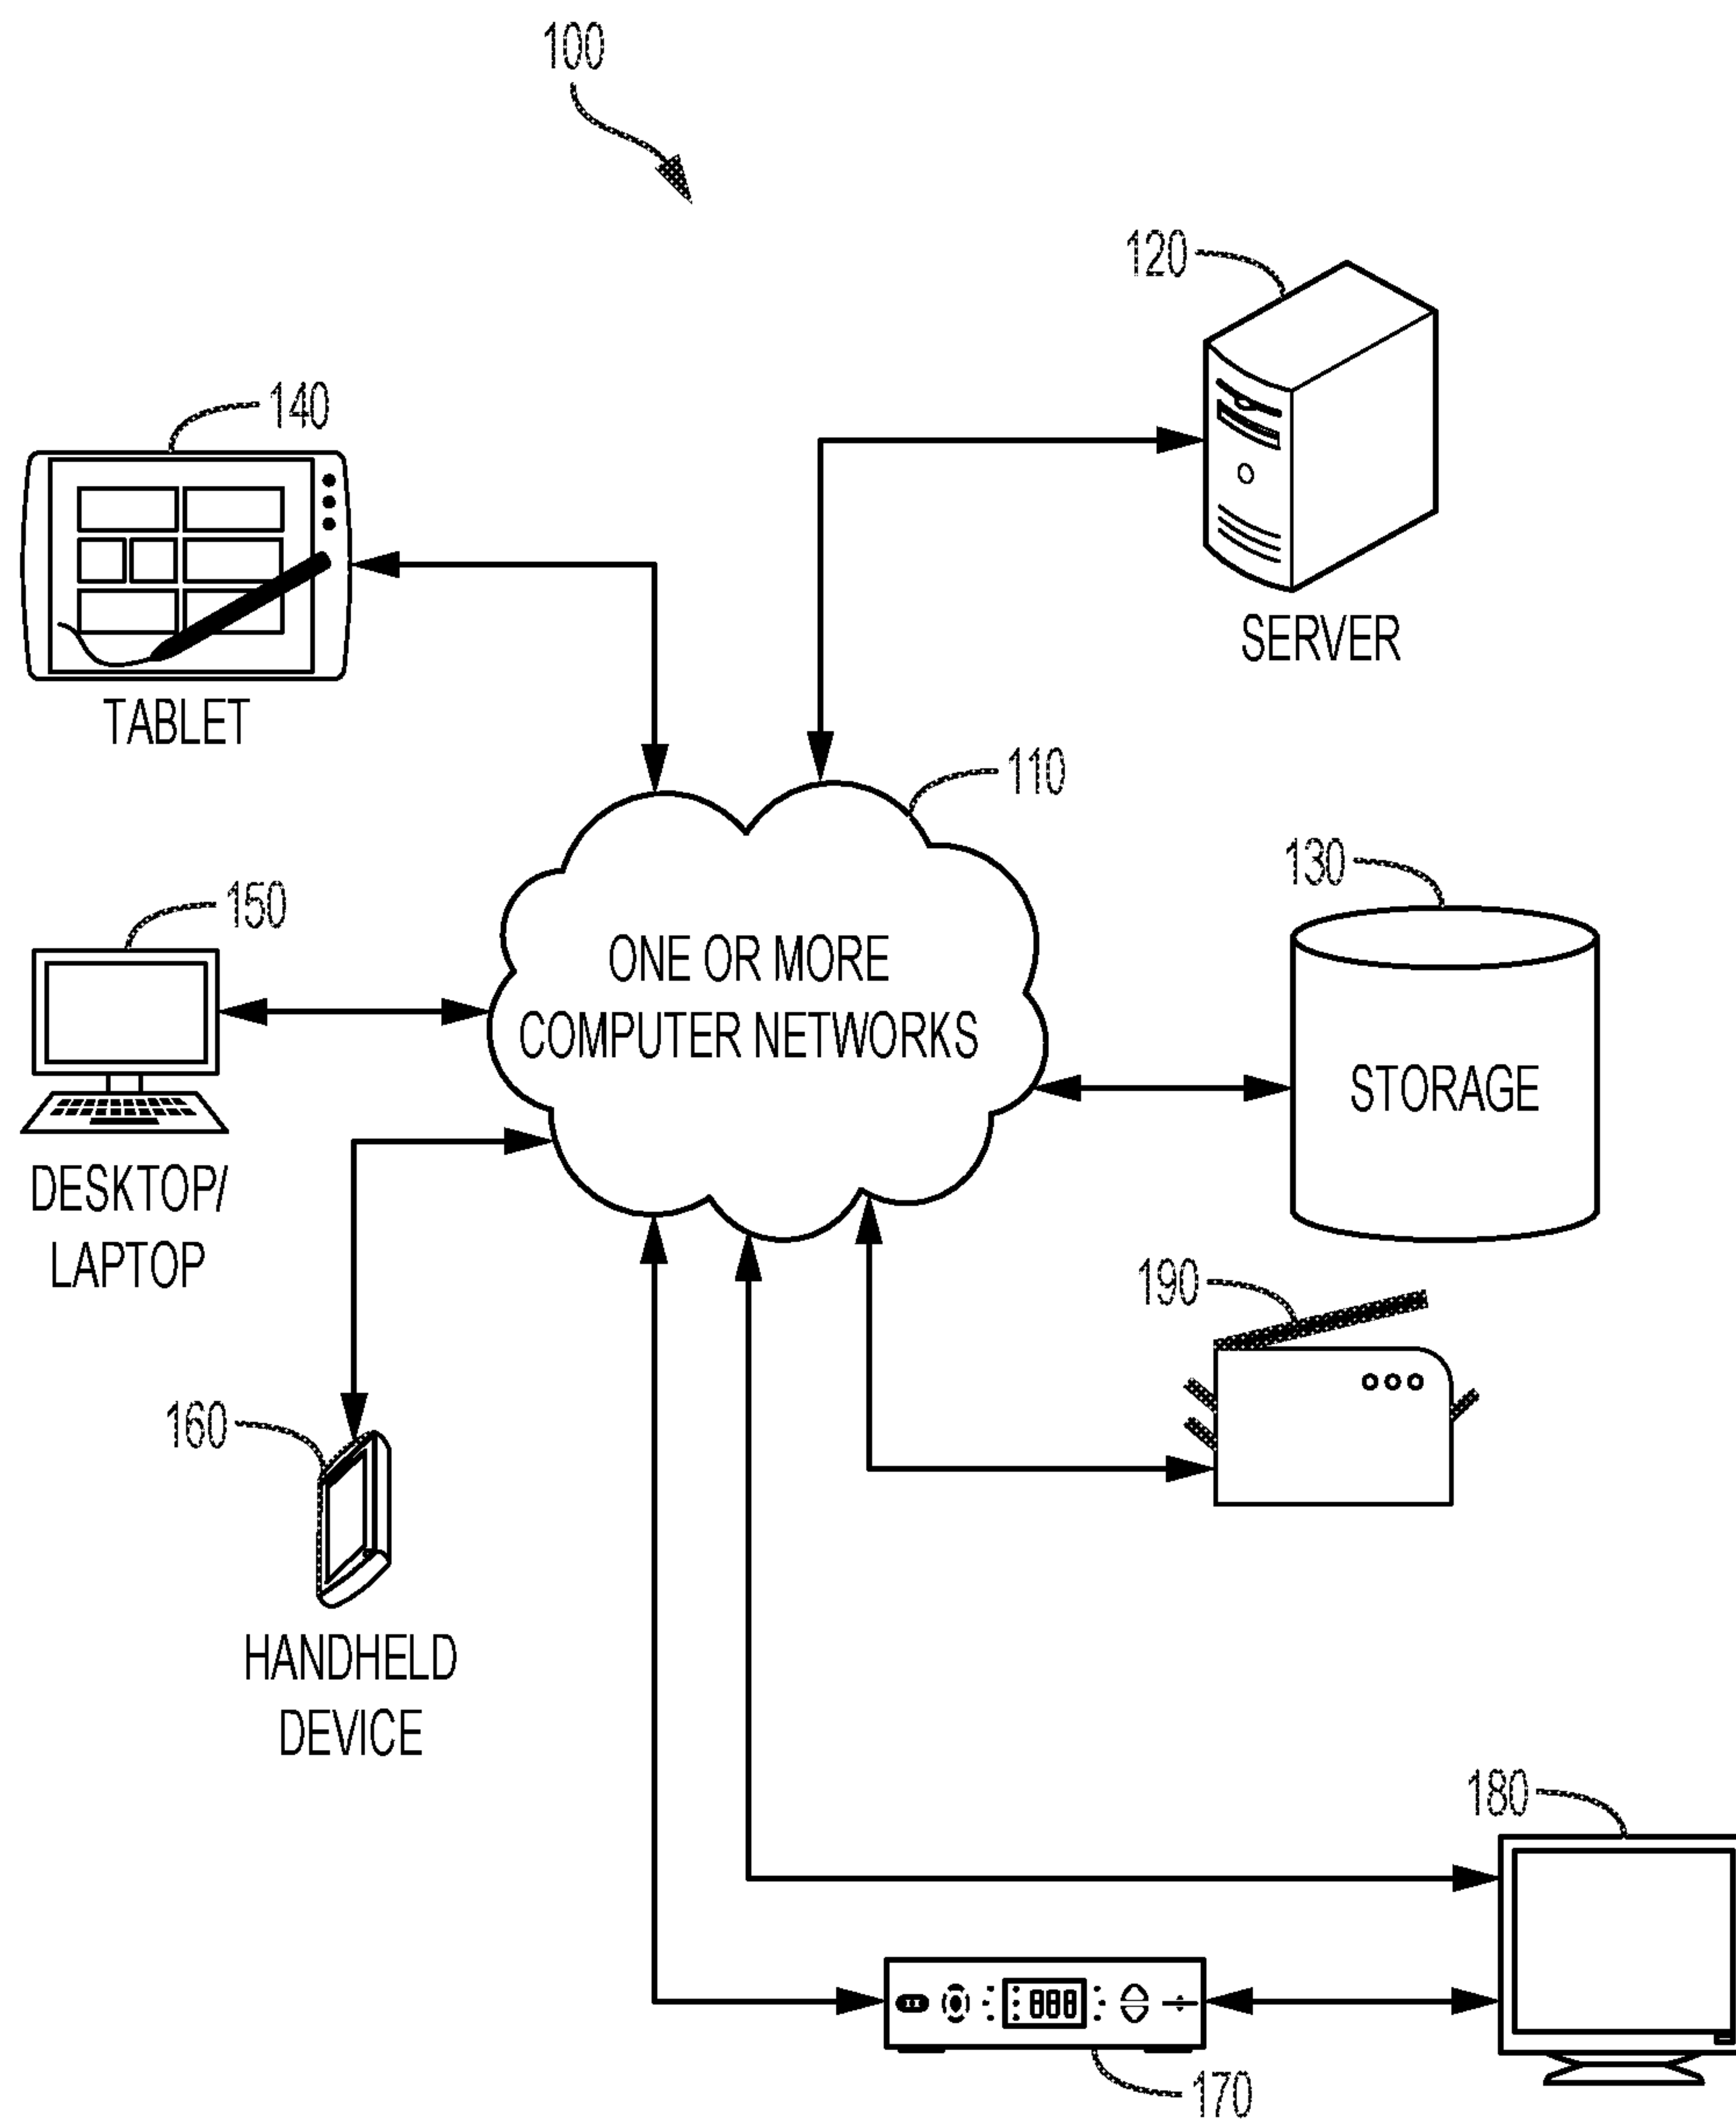 100
120
140
SERVER
TABLET
110
130
150
ONE OR MORE
COMPUTER NETWORKS
STORAGE
DESKTOP/
LAPTOP
190
160
HANDHELD
DEVICE
180
888
170